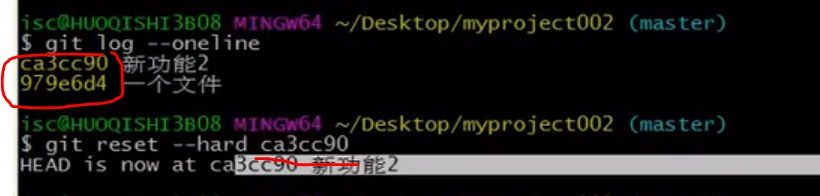 isc@HUOQISHI3B08 MINGW64 ~/Desktop/myproject002 (master)
$ git log --oneline
ca3cc90 新功能2
979e6d4 一个文件
isc@HUOQISHI3B08 MINGW64 ~/Desktop/myproject002 (master)
$ git reset --hard ca3cc90
HEAD is now at ca3cc90 新功能2